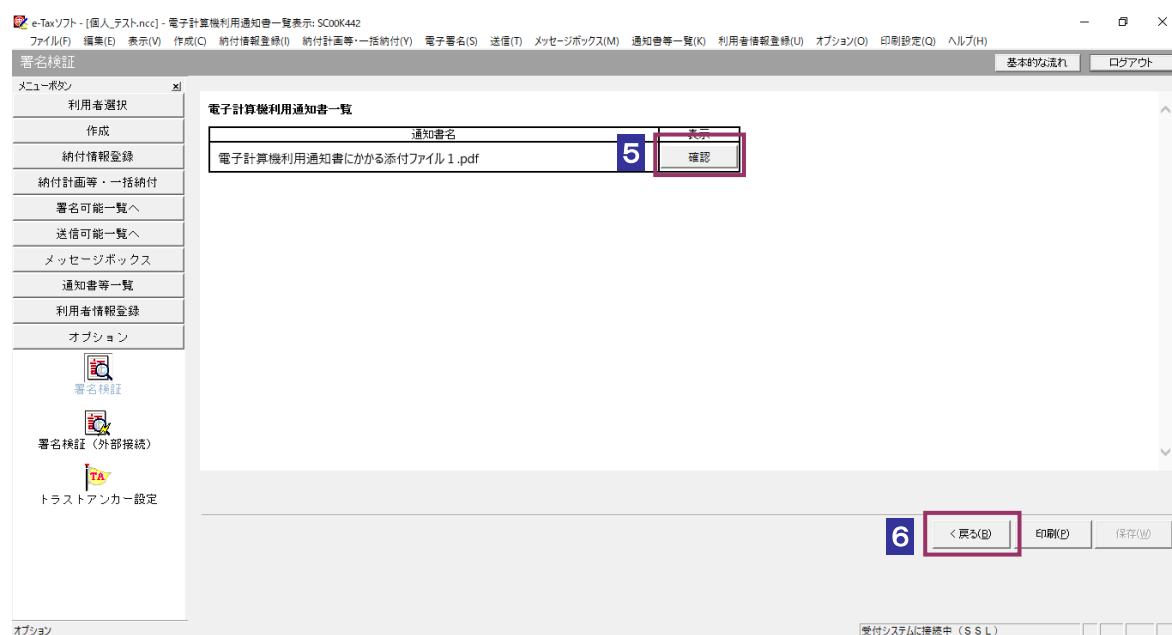 e-Taxソフト - [個人_テスト.ncc] - 電子計算機利用通知書一覧表示: SC00K442
ファイル(F) 編集(E) 表示(V) 作成(C) 納付情報登録(I) 納付計画等・一括納付(Y) 電子署名(S) 送信(T) メッセージボックス(M) 通知書等一覧(K) 利用者情報登録(U) オプション(O) 印刷設定(Q) ヘルプ(H)
署名検証 基本的な流れ ログアウト
メニューボタン
利用者選択
作成
納付情報登録
納付計画等・一括納付
署名可能一覧へ
送信可能一覧へ
メッセージボックス
通知書等一覧
利用者情報登録
オプション
署名検証
署名検証（外部接続）
TA
トラストアンカー設定
電子計算機利用通知書一覧
通知書名 表示
電子計算機利用通知書にかかる添付ファイル１.pdf 5 確認
6 < 戻る(B) 印刷(P) 保存(W)
オプション 受付システムに接続中（ＳＳＬ）